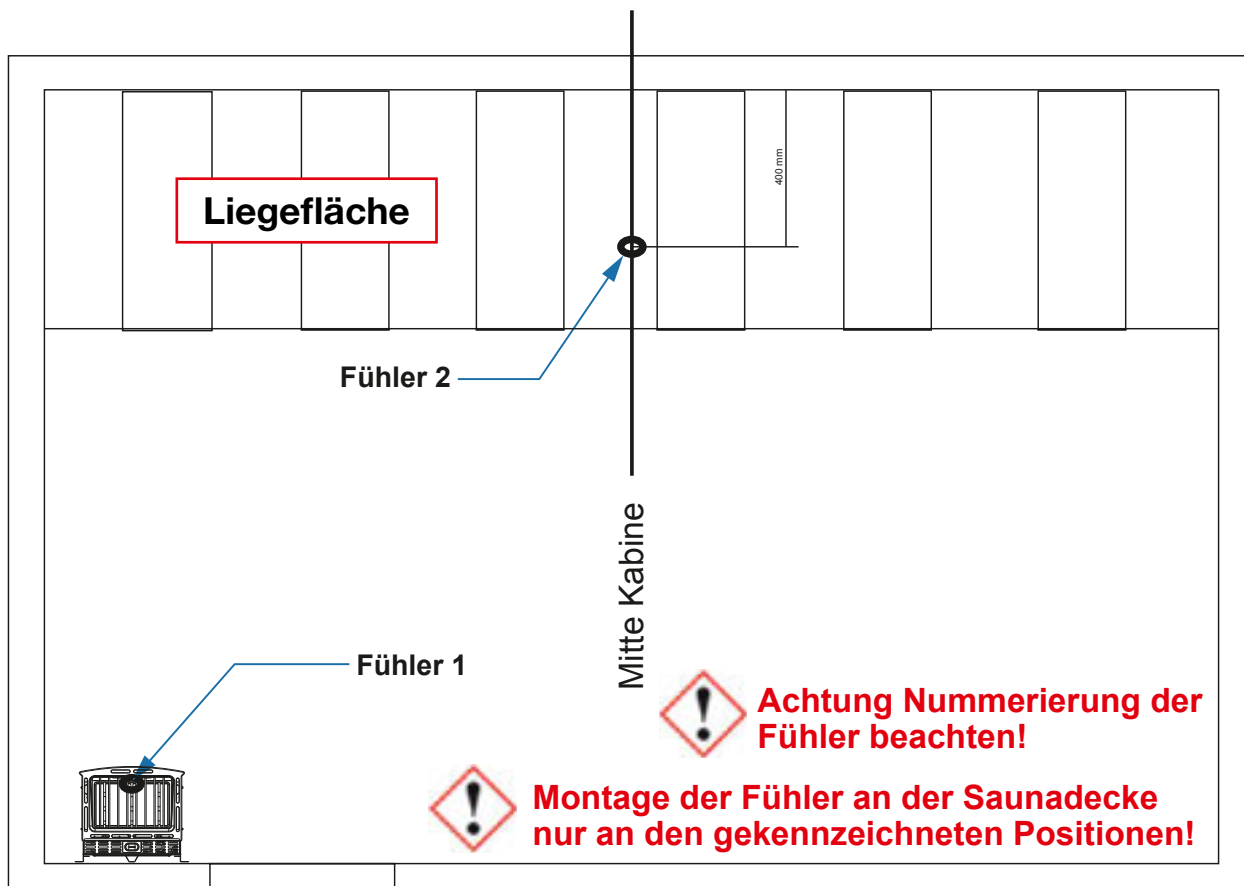 400 mm
Liegefläche
Fühler 2
Mitte Kabine
Fühler 1
Achtung Nummerierung der
Fühler beachten!
Montage der Fühler an der Saunadecke
nur an den gekennzeichneten Positionen!